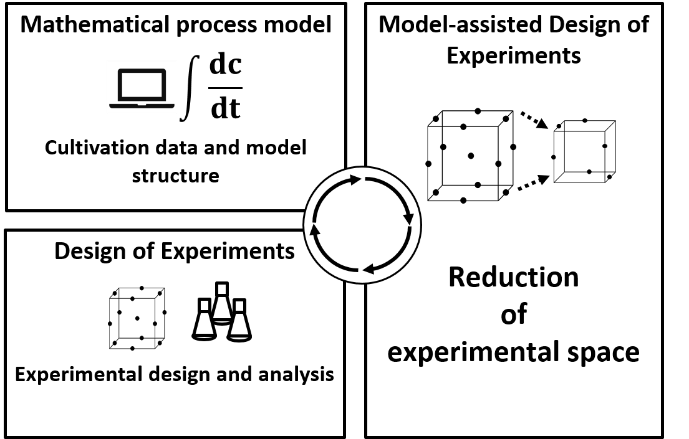 Mathematical process model
∫ dc
dt
Cultivation data and model
structure
Model-assisted Design of
Experiments
Design of Experiments
Experimental design and analysis
Reduction
of
experimental space